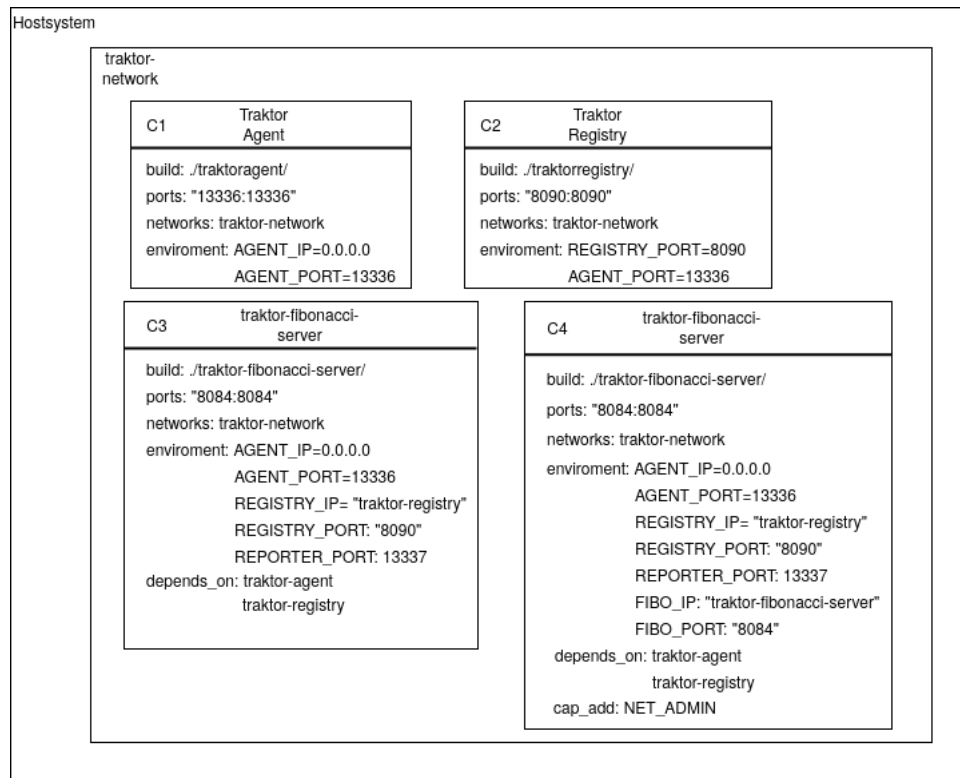 Hostsystem
traktor-
network
C1
Traktor
Agent
build: ./traktoragent/
ports: "13336:13336"
networks: traktor-network
enviroment: AGENT_IP=0.0.0.0
AGENT_PORT=13336
C2
Traktor
Registry
build: ./traktorregistry/
ports: "8090:8090"
networks: traktor-network
enviroment: REGISTRY_PORT=8090
AGENT_PORT=13336
C3
traktor-fibonacci-
server
build: ./traktor-fibonacci-server/
ports: "8084:8084"
networks: traktor-network
enviroment: AGENT_IP=0.0.0.0
AGENT_PORT=13336
REGISTRY_IP= "traktor-registry"
REGISTRY_PORT: "8090"
REPORTER_PORT: 13337
depends_on: traktor-agent
traktor-registry
C4
traktor-fibonacci-
server
build: ./traktor-fibonacci-server/
ports: "8084:8084"
networks: traktor-network
enviroment: AGENT_IP=0.0.0.0
AGENT_PORT=13336
REGISTRY_IP= "traktor-registry"
REGISTRY_PORT: "8090"
REPORTER_PORT: 13337
FIBO_IP: "traktor-fibonacci-server"
FIBO_PORT: "8084"
depends_on: traktor-agent
traktor-registry
cap_add: NET_ADMIN